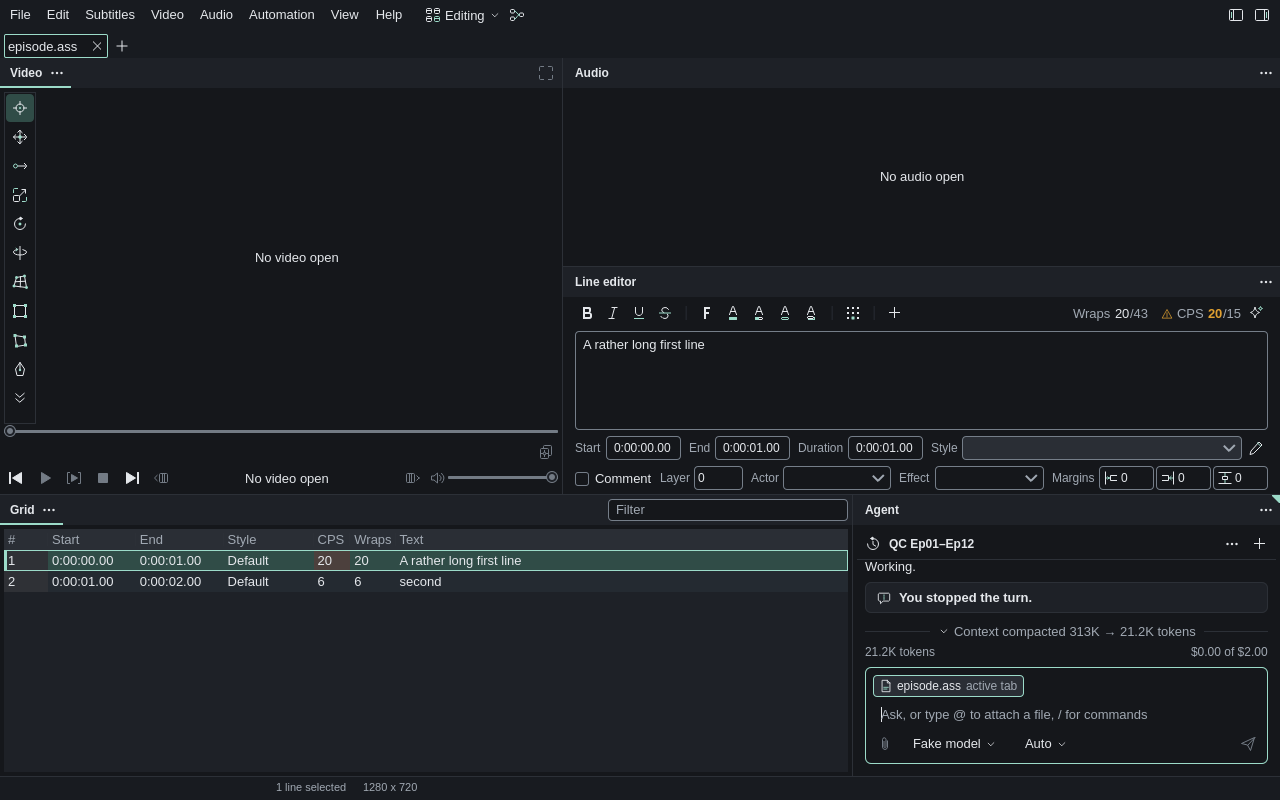 File Edit Subtitles Video Audio Automation View Help Editing
episode.ass
Video
Audio
No audio open
No video open
Line editor
B I U S F A A A A Wraps 20/43 CPS 20/15
A rather long first line
Start 0:00:00.00 End 0:00:01.00 Duration 0:00:01.00 Style
Comment Layer 0 Actor Effect Margins 0 0 0
No video open
Grid
Filter
# Start End Style CPS Wraps Text
1 0:00:00.00 0:00:01.00 Default 20 20 A rather long first line
2 0:00:01.00 0:00:02.00 Default 6 6 second
Agent
QC Ep01–Ep12
Working.
You stopped the turn.
Context compacted 313K → 21.2K tokens
21.2K tokens $0.00 of $2.00
episode.ass active tab
Ask, or type @ to attach a file, / for commands
Fake model Auto
1 line selected 1280 x 720